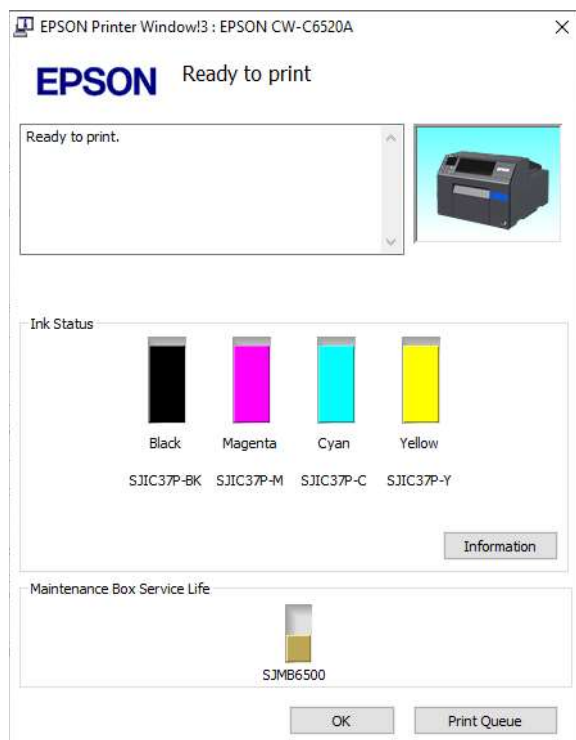 EPSON Printer Window!3 : EPSON CW-C6520A
EPSON Ready to print
Ready to print.
Ink Status
Black Magenta Cyan Yellow
SJIC37P-BK SJIC37P-M SJIC37P-C SJIC37P-Y
Information
Maintenance Box Service Life
SJMB6500
OK Print Queue